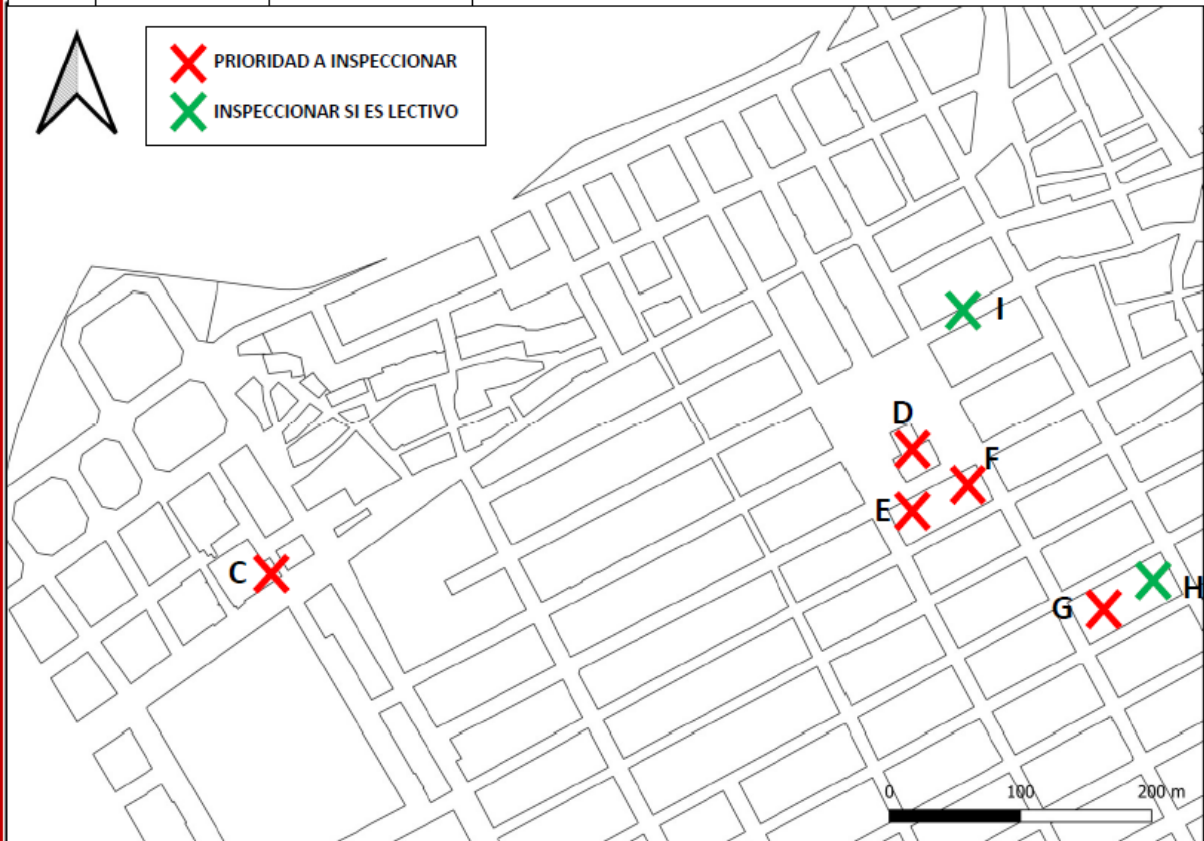 PRIORIDAD A INSPECCIONAR
INSPECCIONAR SI ES LECTIVO
I
D
F
E
C
H
G
0 100 200 m